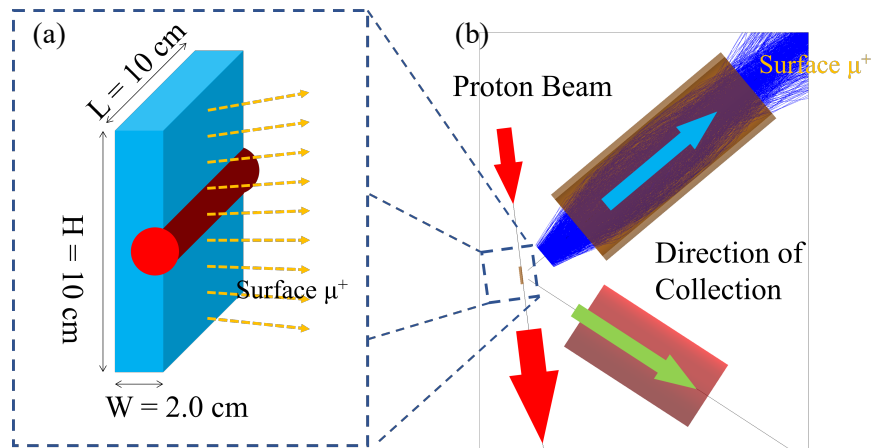 (a)
L = 10 cm
H = 10 cm
W = 2.0 cm
Surface μ⁺
(b)
Proton Beam
Surface μ⁺
Direction of
Collection